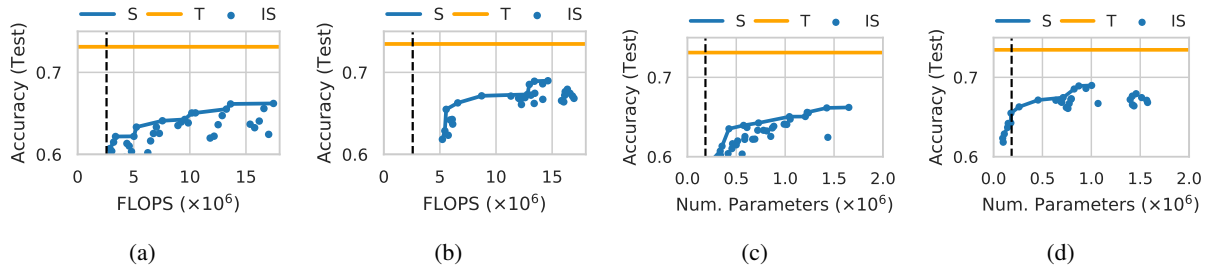 S T IS
Accuracy (Test)
0.7
0.6
0 5 10 15
FLOPS (×10⁶)
(a)
S T IS
Accuracy (Test)
0.7
0.6
0 5 10 15
FLOPS (×10⁶)
(b)
S T IS
Accuracy (Test)
0.7
0.6
0.0 0.5 1.0 1.5 2.0
Num. Parameters (×10⁶)
(c)
S T IS
Accuracy (Test)
0.7
0.6
0.0 0.5 1.0 1.5 2.0
Num. Parameters (×10⁶)
(d)